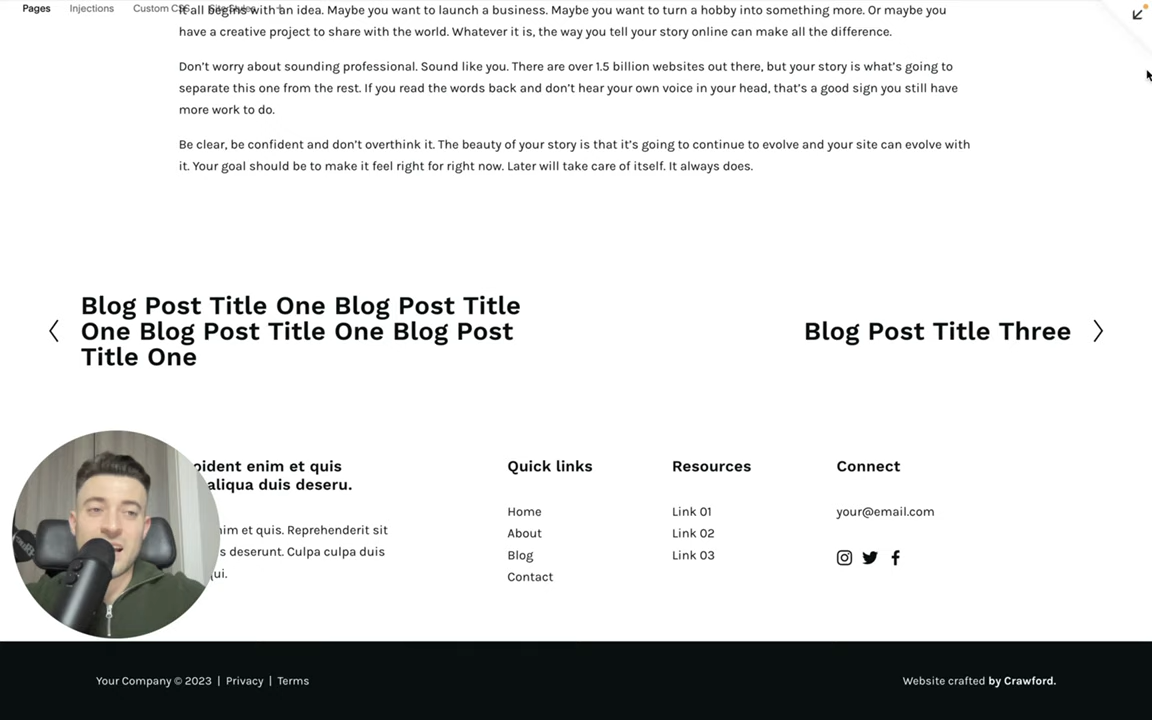 Pages Injections Custom CSS
It all begins with an idea. Maybe you want to launch a business. Maybe you want to turn a hobby into something more. Or maybe you
have a creative project to share with the world. Whatever it is, the way you tell your story online can make all the difference.
Don’t worry about sounding professional. Sound like you. There are over 1.5 billion websites out there, but your story is what’s going to
separate this one from the rest. If you read the words back and don’t hear your own voice in your head, that’s a good sign you still have
more work to do.
Be clear, be confident and don’t overthink it. The beauty of your story is that it’s going to continue to evolve and your site can evolve with
it. Your goal should be to make it feel right for right now. Later will take care of itself. It always does.
Blog Post Title One Blog Post Title
One Blog Post Title One Blog Post
Title One
Blog Post Title Three
enim et quis
aliqua duis deseru.
et quis. Reprehenderit sit
deserunt. Culpa culpa duis
Quick links
Home
About
Blog
Contact
Resources
Link 01
Link 02
Link 03
Connect
your@email.com
Your Company © 2023 | Privacy | Terms
Website crafted by Crawford.